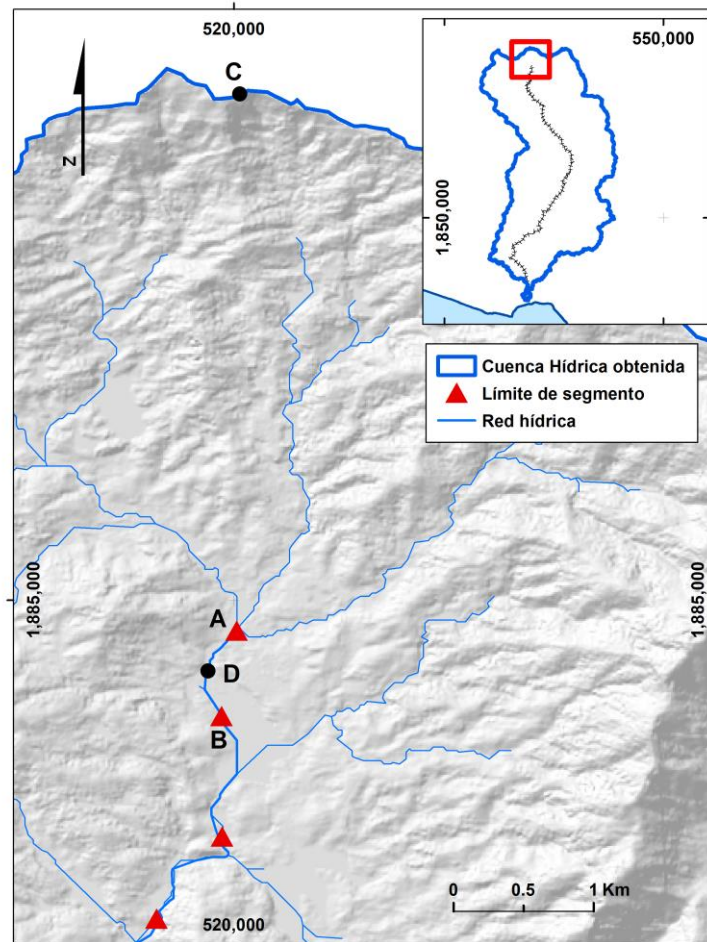 520,000
550,000
C
N
1,850,000
Cuenca Hídrica obtenida
Límite de segmento
Red hídrica
1,885,000
1,885,000
A
D
B
0 0.5 1 Km
520,000